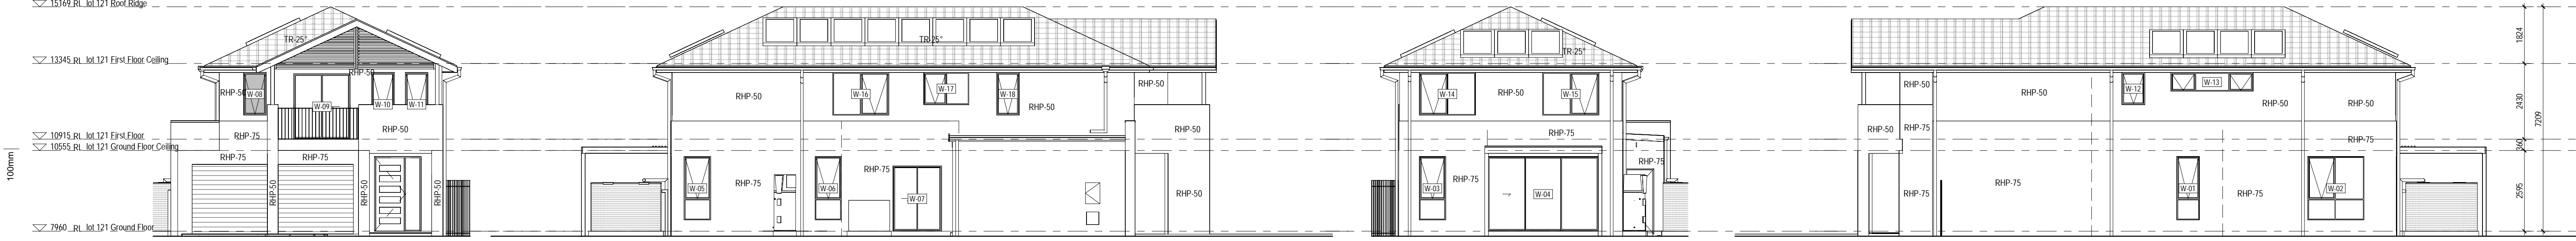 15169 RL lot 121 Roof Ridge
13345 RL lot 121 First Floor Ceiling
10915 RL lot 121 First Floor
10555 RL lot 121 Ground Floor Ceiling
7960 RL lot 121 Ground Floor
100mm
TR-25°
RHP-50
RHP-50
W-08
W-09
W-10
W-11
RHP-75
RHP-50
RHP-75
RHP-75
RHP-50
RHP-50
RHP-50
TR-25°
RHP-50
W-16
W-17
W-18
RHP-50
RHP-50
RHP-50
W-05
RHP-75
W-06
RHP-75
W-07
RHP-50
TR-25°
W-14
RHP-50
W-15
RHP-75
W-03
RHP-75
W-04
RHP-75
RHP-50
RHP-50
W-12
W-13
RHP-50
RHP-50
RHP-50
RHP-75
RHP-75
RHP-75
RHP-75
W-01
RHP-75
W-02
1824
2430
360
2595
7209